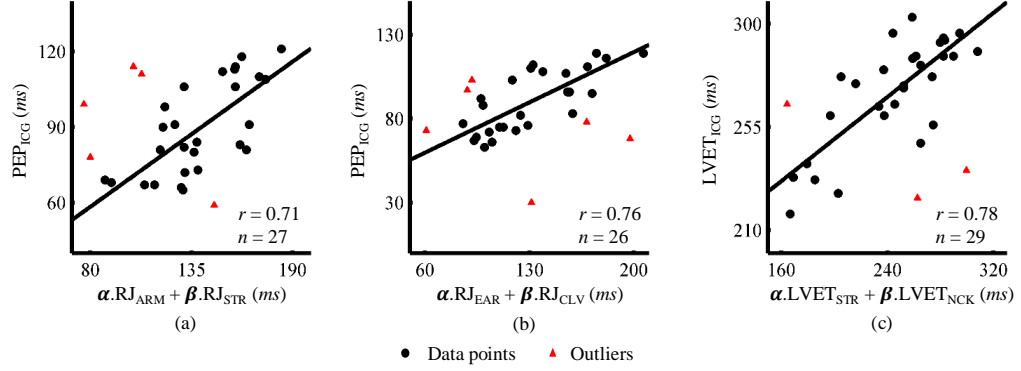 PEP_ICG (ms)
120
90
60
r = 0.71
n = 27
80 135 190
𝜶.RJ_ARM + 𝜷.RJ_STR (ms)
(a)
PEP_ICG (ms)
130
80
30
r = 0.76
n = 26
60 130 200
𝜶.RJ_EAR + 𝜷.RJ_CLV (ms)
(b)
LVET_ICG (ms)
300
255
210
r = 0.78
n = 29
160 240 320
𝜶.LVET_STR + 𝜷.LVET_NCK (ms)
(c)
Data points Outliers